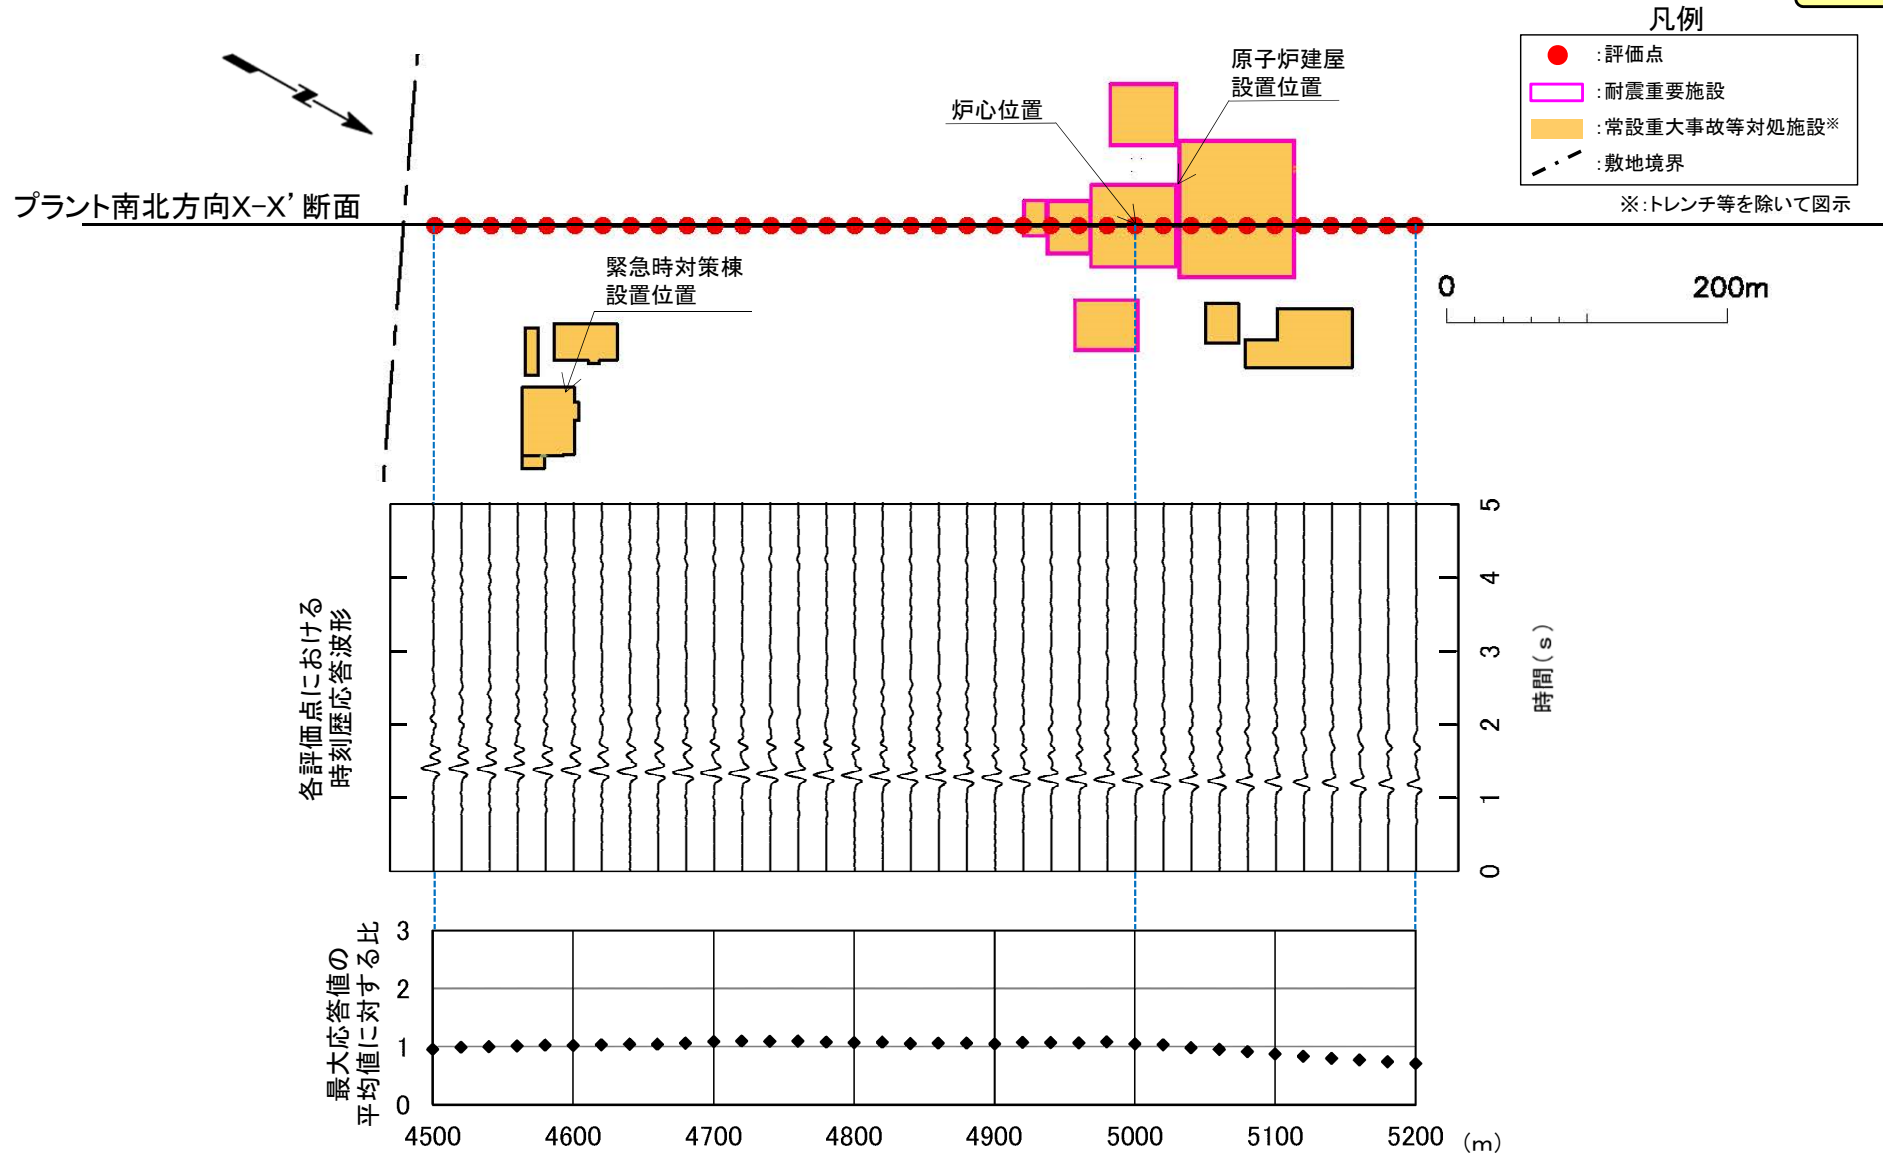 凡例
:評価点
:耐震重要施設
:常設重大事故等対処施設※
:敷地境界
※:トレンチ等を除いて図示
原子炉建屋
設置位置
炉心位置
プラント南北方向X-X'断面
緊急時対策棟
設置位置
0 200m
各評価点における
時刻歴応答波形
5
4
3
2
1
0
時間(s)
最大応答値の
平均値に対する比
3
2
1
0
4500 4600 4700 4800 4900 5000 5100 5200 (m)